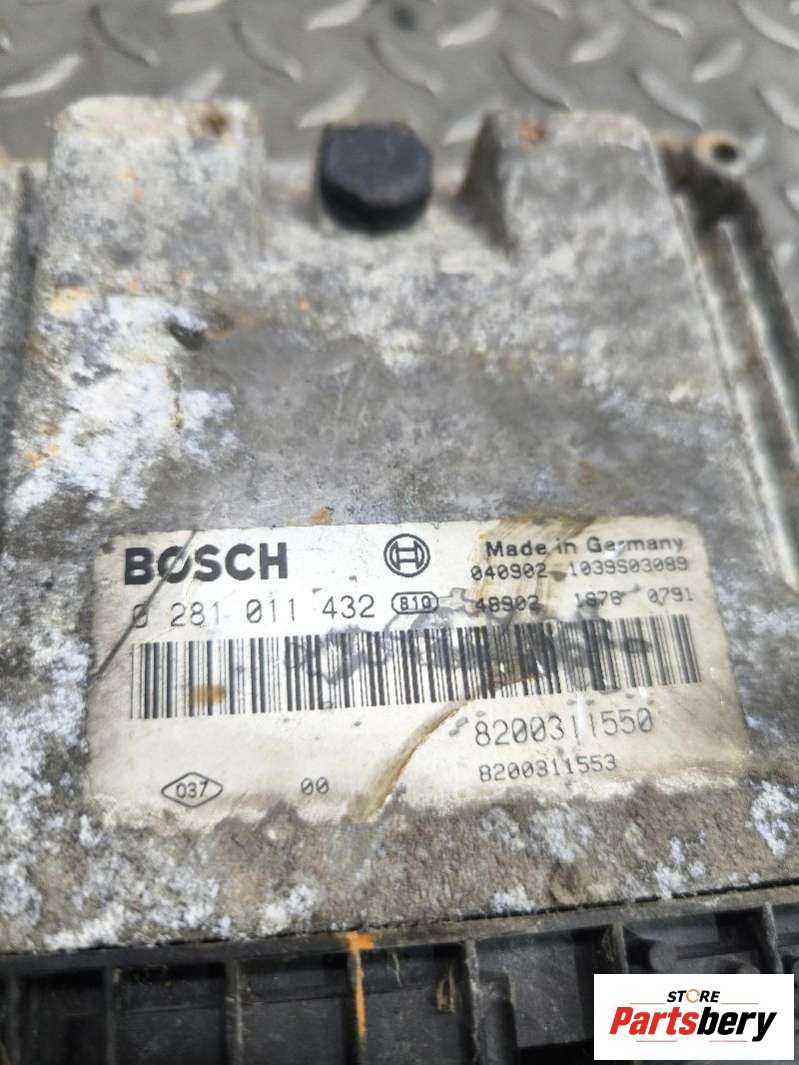 BOSCH
Made in Germany
040902 1039S03089
0 281 011 432 810 48902 1878 0791
8200311550
8200311553
037 00
STORE
Partsbery